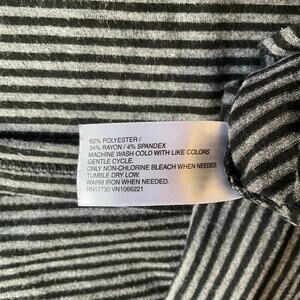 62% POLYESTER /
34% RAYON / 4% SPANDEX
MACHINE WASH COLD WITH LIKE COLORS
GENTLE CYCLE.
ONLY NON-CHLORINE BLEACH WHEN NEEDED
TUMBLE DRY LOW.
WARM IRON WHEN NEEDED.
RN17730 VN1066221